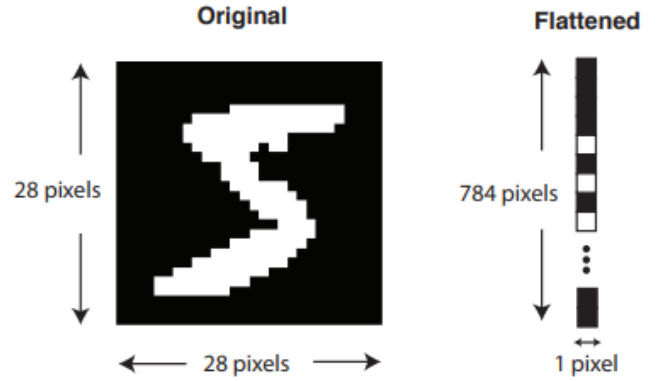 Original
Flattened
28 pixels
784 pixels
28 pixels
1 pixel